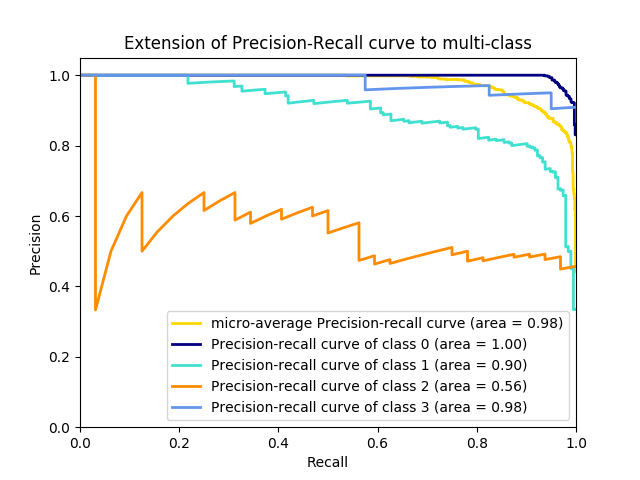 Extension of Precision-Recall curve to multi-class
1.0
0.8
0.6
0.4
0.2
0.0
Precision
micro-average Precision-recall curve (area = 0.98)
Precision-recall curve of class 0 (area = 1.00)
Precision-recall curve of class 1 (area = 0.90)
Precision-recall curve of class 2 (area = 0.56)
Precision-recall curve of class 3 (area = 0.98)
0.0 0.2 0.4 0.6 0.8 1.0
Recall